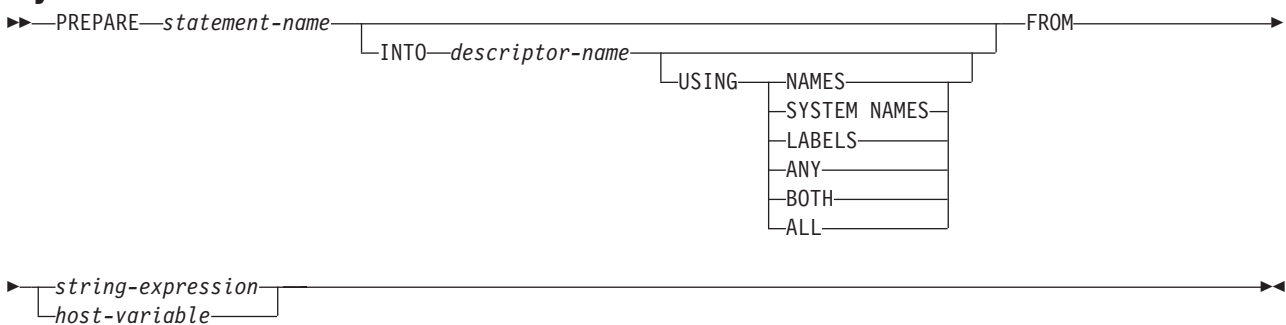 PREPARE statement-name FROM
INTO descriptor-name
USING NAMES
SYSTEM NAMES
LABELS
ANY
BOTH
ALL
string-expression
host-variable